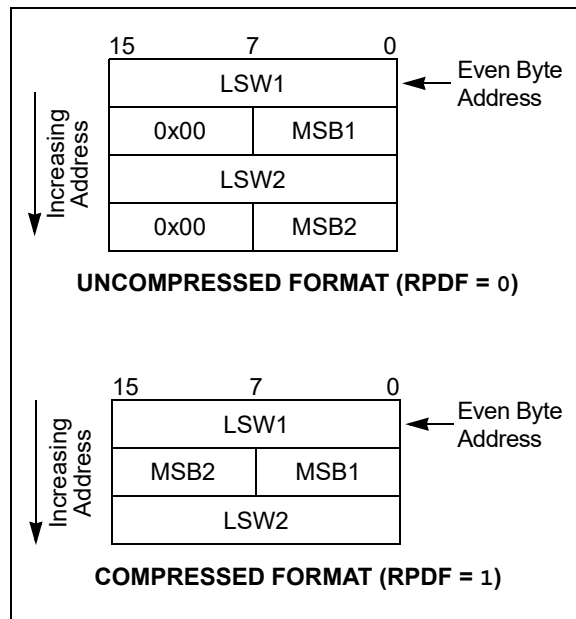 15 7 0
LSW1
Even Byte
Address
0x00 MSB1
LSW2
0x00 MSB2
Increasing
Address
UNCOMPRESSED FORMAT (RPDF = 0)
15 7 0
LSW1
Even Byte
Address
MSB2 MSB1
LSW2
Increasing
Address
COMPRESSED FORMAT (RPDF = 1)